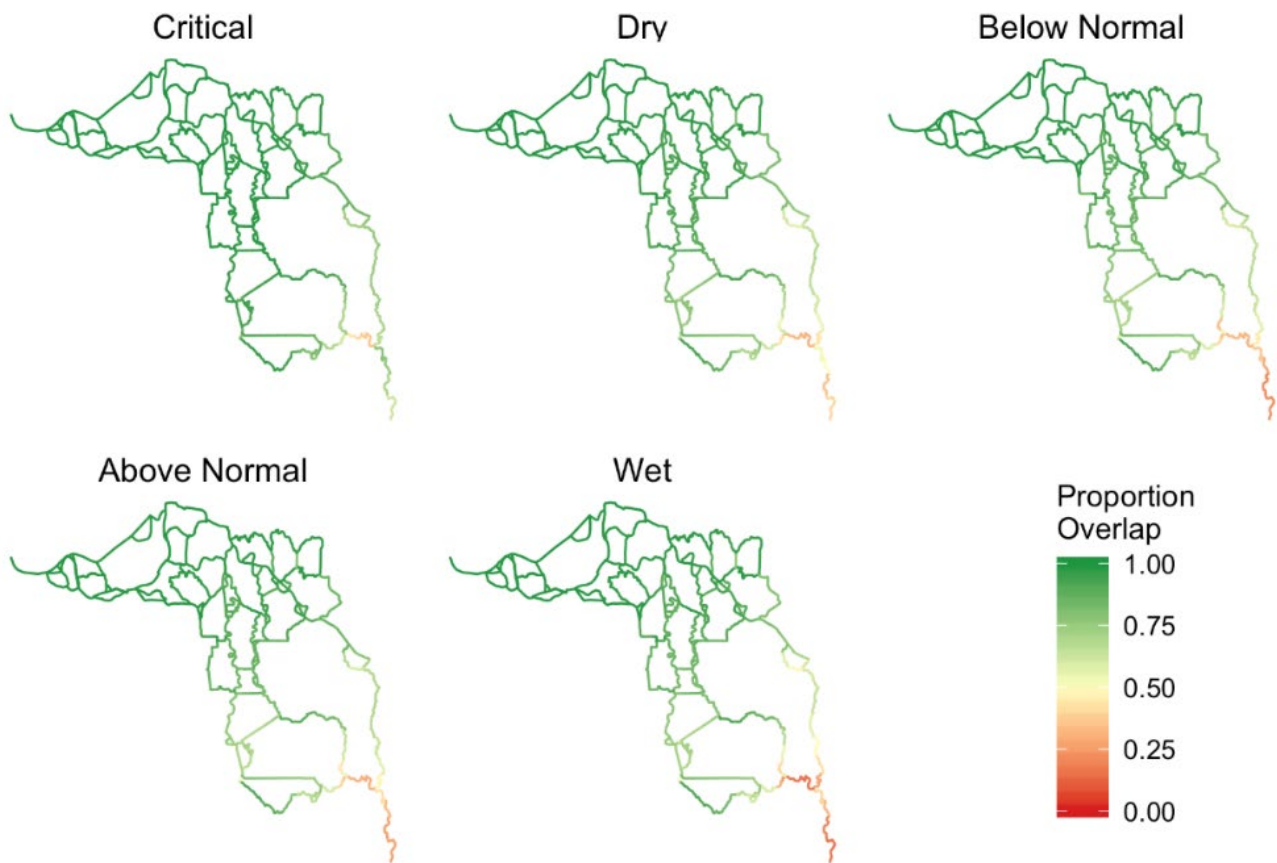 Critical
Dry
Below Normal
Above Normal
Wet
Proportion
Overlap
1.00
0.75
0.50
0.25
0.00